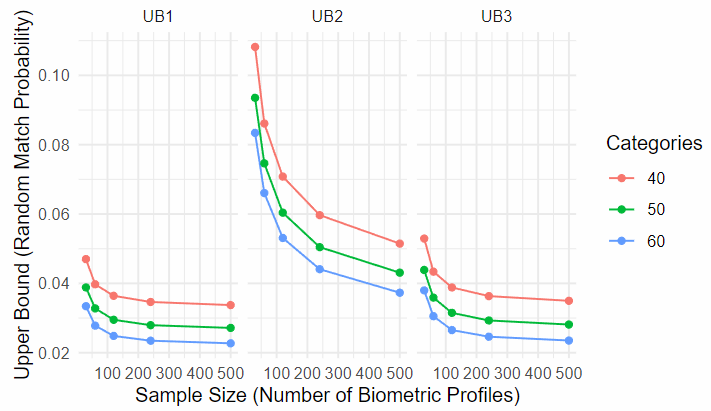 UB1 UB2 UB3
Upper Bound (Random Match Probability)
0.10
0.08
0.06
0.04
0.02
100 200 300 400 500 100 200 300 400 500 100 200 300 400 500
Sample Size (Number of Biometric Profiles)
Categories
40
50
60